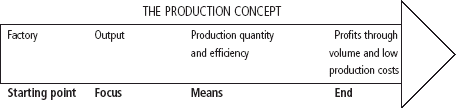 THE PRODUCTION CONCEPT
Factory Output Production quantity Profits through
and efficiency volume and low
production costs
Starting point Focus Means End